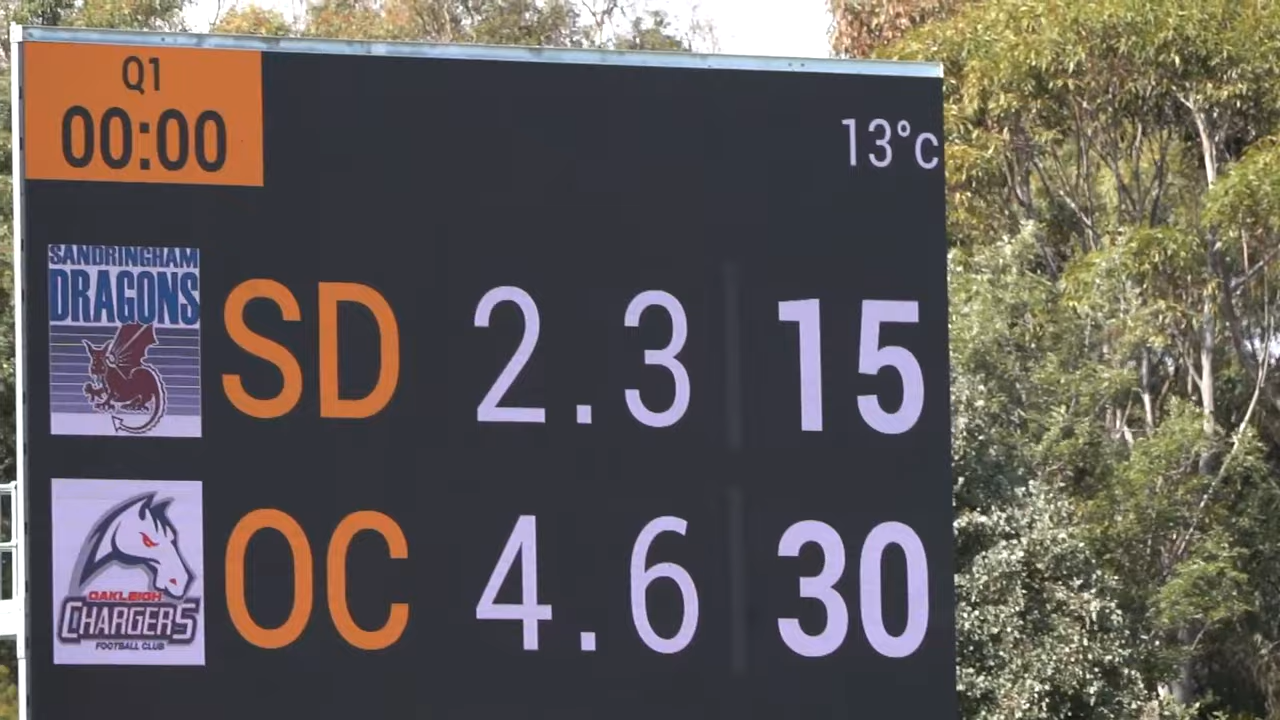 Q1
00:00
13°c
SANDRINGHAM
DRAGONS
SD 2.3 15
OC 4.6 30
OAKLEIGH
CHARGERS
FOOTBALL CLUB